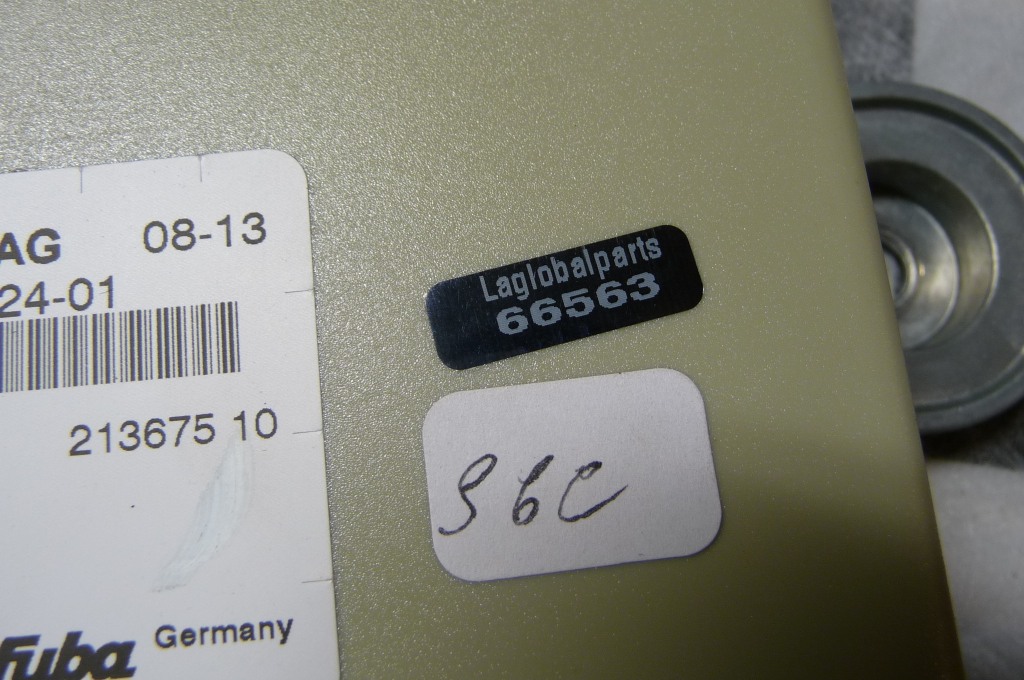 AG 08-13
24-01
213675 10
fuba Germany
Laglobalparts
66563
S6C